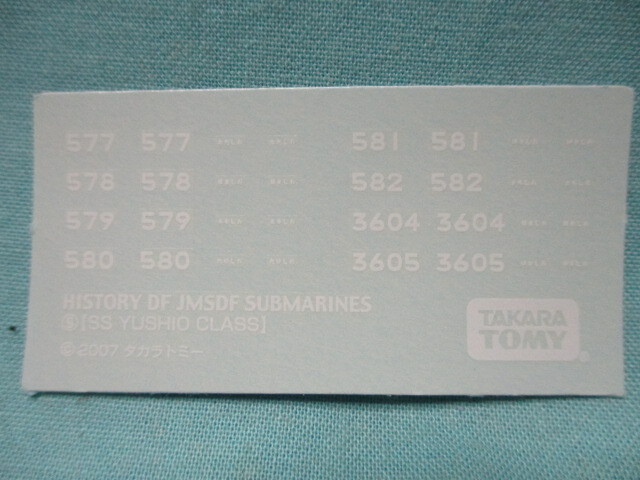 577 577
578 578
579 579
580 580
581 581
582 582
3604 3604
3605 3605
HISTORY OF JMSDF SUBMARINES
[SS YUSHIO CLASS]
©2007 タカラトミー
TAKARA
TOMY